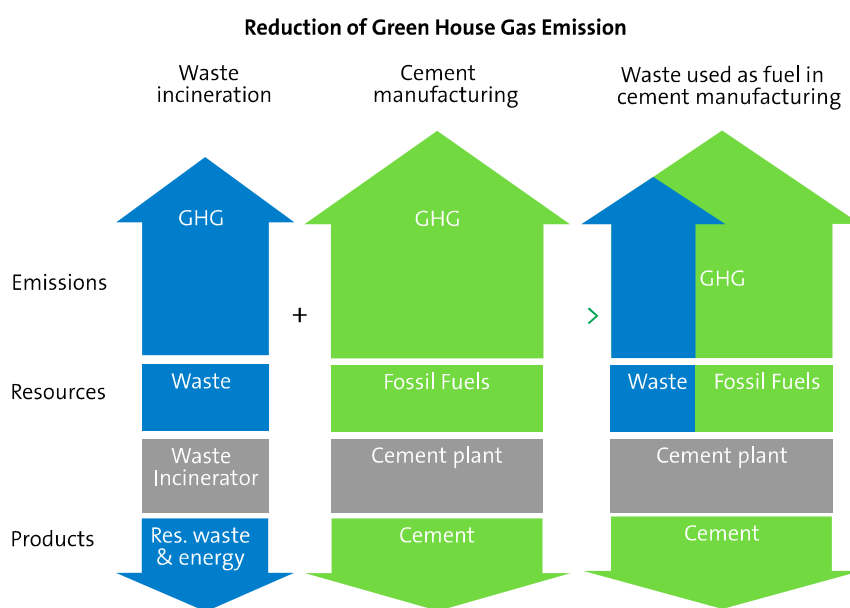 Reduction of Green House Gas Emission
Waste
incineration
Cement
manufacturing
Waste used as fuel in
cement manufacturing
GHG
GHG
GHG
Emissions
+
>
Resources
Waste
Fossil Fuels
Waste
Fossil Fuels
Waste
Incinerator
Cement plant
Cement plant
Products
Res. waste
& energy
Cement
Cement